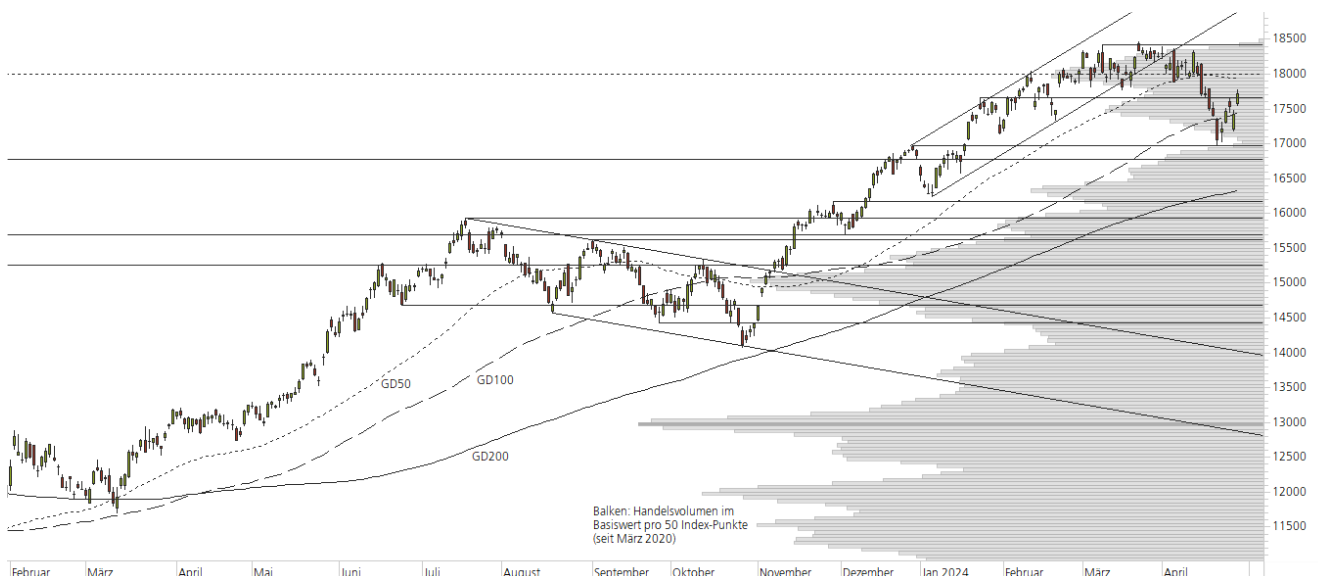 18500
18000
17500
17000
16500
16000
15500
15000
14500
14000
13500
13000
12500
12000
11500
GD50
GD100
GD200
Balken: Handelsvolumen im
Basiswert pro 50 Index-Punkte
(seit März 2020)
Februar März April Mai Juni Juli August September Oktober November Dezember Jan 2024 Februar März April